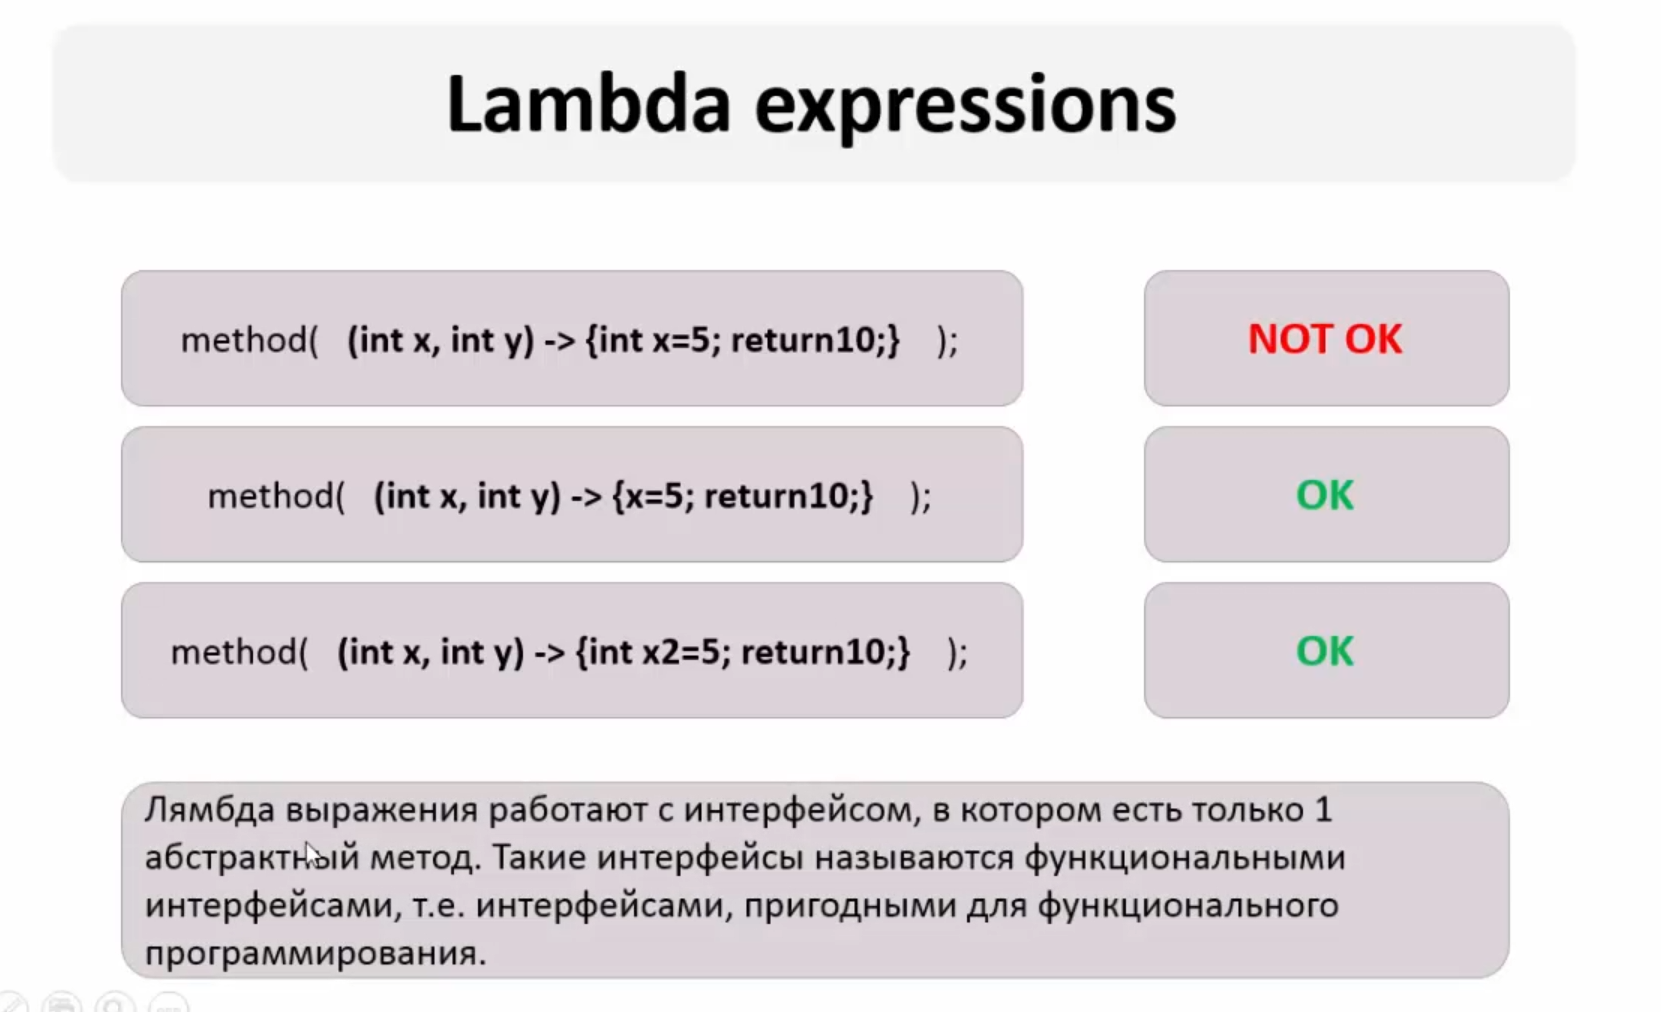 Lambda expressions
method( (int x, int y) -> {int x=5; return10;} );
NOT OK
method( (int x, int y) -> {x=5; return10;} );
OK
method( (int x, int y) -> {int x2=5; return10;} );
OK
Лямбда выражения работают с интерфейсом, в котором есть только 1
абстрактный метод. Такие интерфейсы называются функциональными
интерфейсами, т.е. интерфейсами, пригодными для функционального
программирования.